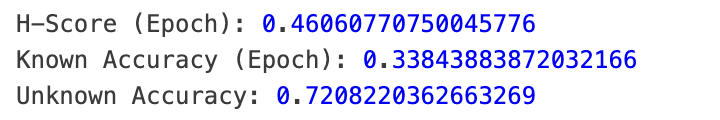 H-Score (Epoch): 0.46060770750045776
Known Accuracy (Epoch): 0.33843883872032166
Unknown Accuracy: 0.7208220362663269